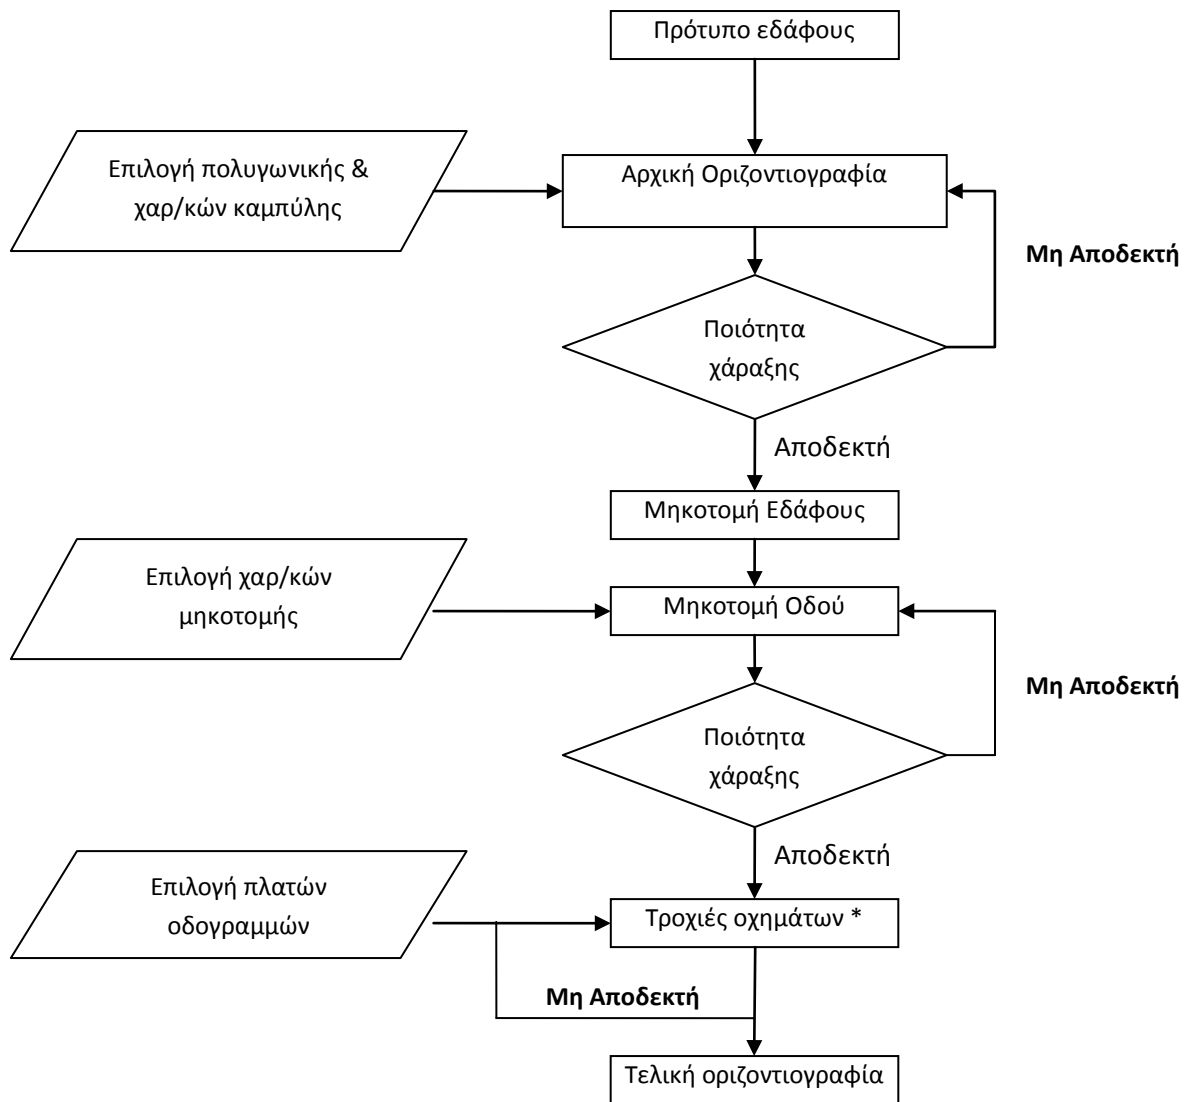 Πρότυπο εδάφους
Επιλογή πολυγωνικής &
χαρ/κών καμπύλης
Αρχική Οριζοντιογραφία
Μη Αποδεκτή
Ποιότητα
χάραξης
Αποδεκτή
Μηκοτομή Εδάφους
Επιλογή χαρ/κών
μηκοτομής
Μηκοτομή Οδού
Μη Αποδεκτή
Ποιότητα
χάραξης
Αποδεκτή
Επιλογή πλατών
οδογραμμών
Τροχιές οχημάτων *
Μη Αποδεκτή
Τελική οριζοντιογραφία